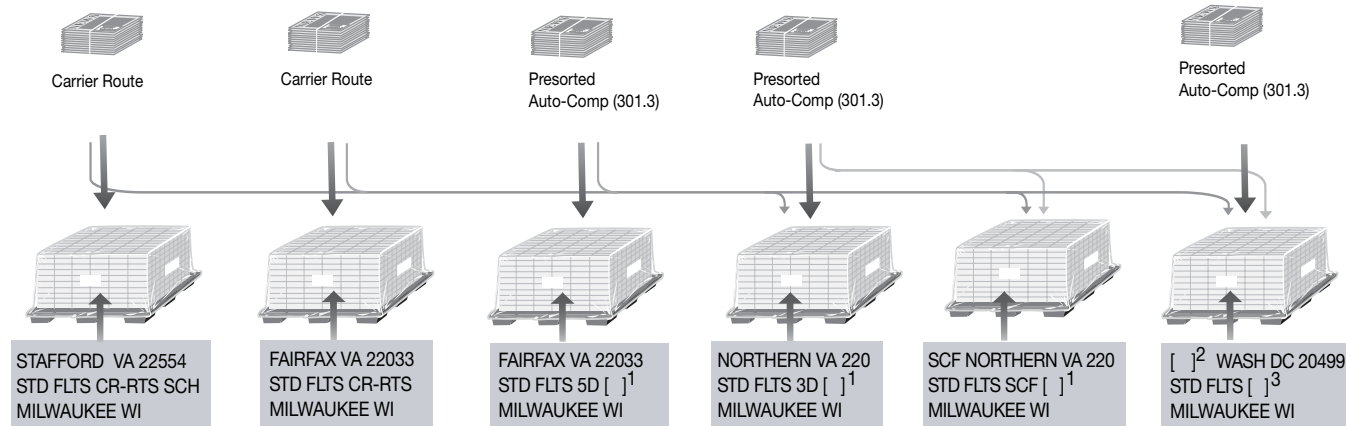 Carrier Route
Carrier Route
Presorted
Auto-Comp (301.3)
Presorted
Auto-Comp (301.3)
Presorted
Auto-Comp (301.3)
STAFFORD VA 22554
STD FLTS CR-RTS SCH
MILWAUKEE WI
FAIRFAX VA 22033
STD FLTS CR-RTS
MILWAUKEE WI
FAIRFAX VA 22033
STD FLTS 5D [ ]1
MILWAUKEE WI
NORTHERN VA 220
STD FLTS 3D [ ]1
MILWAUKEE WI
SCF NORTHERN VA 220
STD FLTS SCF [ ]1
MILWAUKEE WI
[ ]2 WASH DC 20499
STD FLTS [ ]3
MILWAUKEE WI